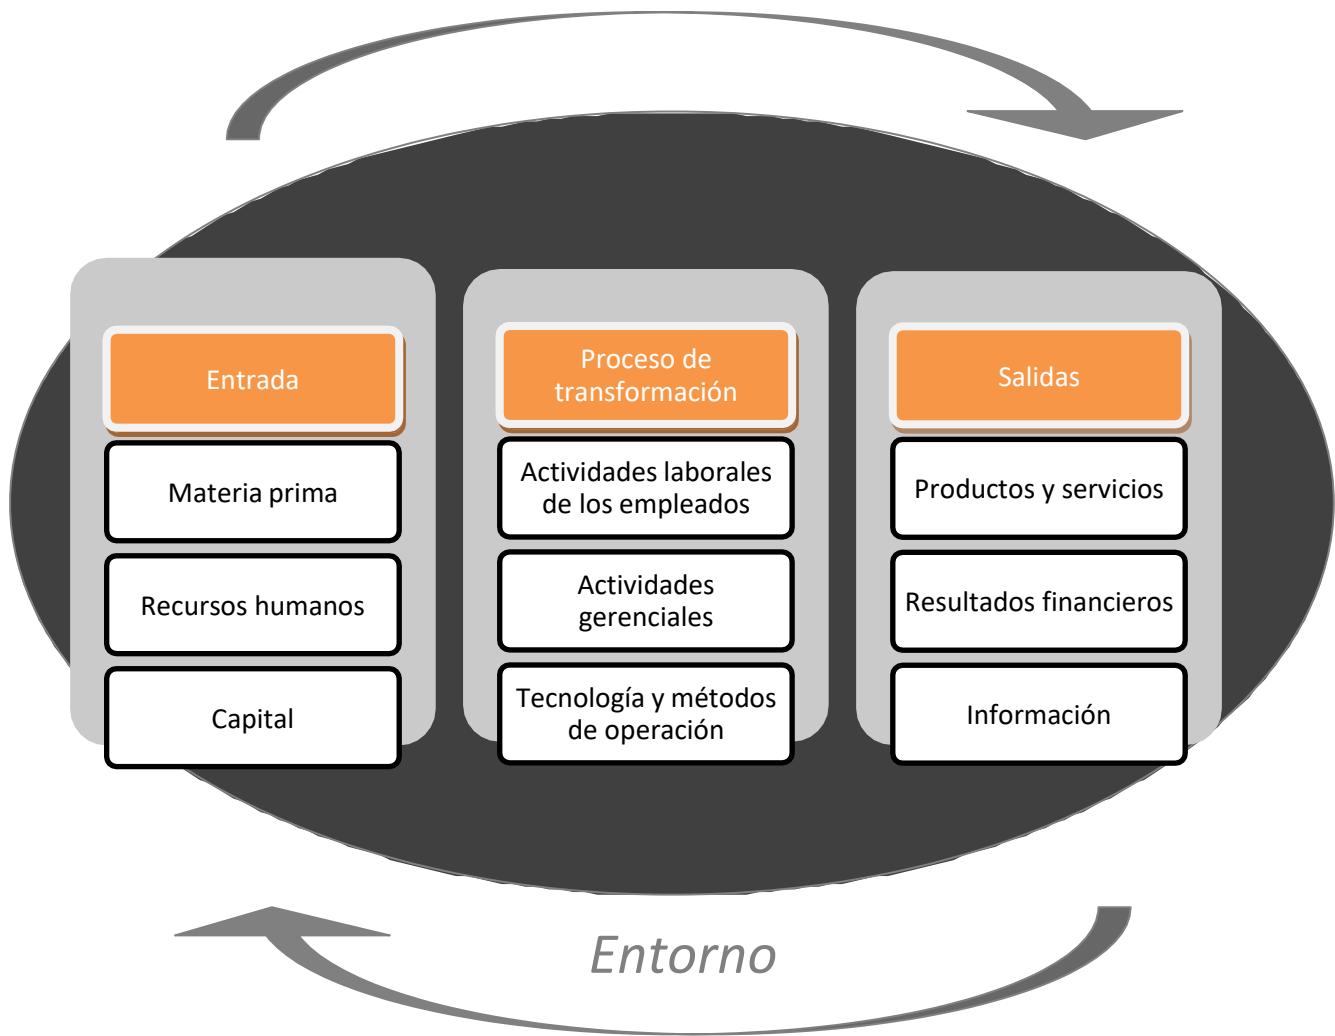 Entrada
Materia prima
Recursos humanos
Capital
Proceso de
transformación
Actividades laborales
de los empleados
Actividades
gerenciales
Tecnología y métodos
de operación
Salidas
Productos y servicios
Resultados financieros
Información
Entorno